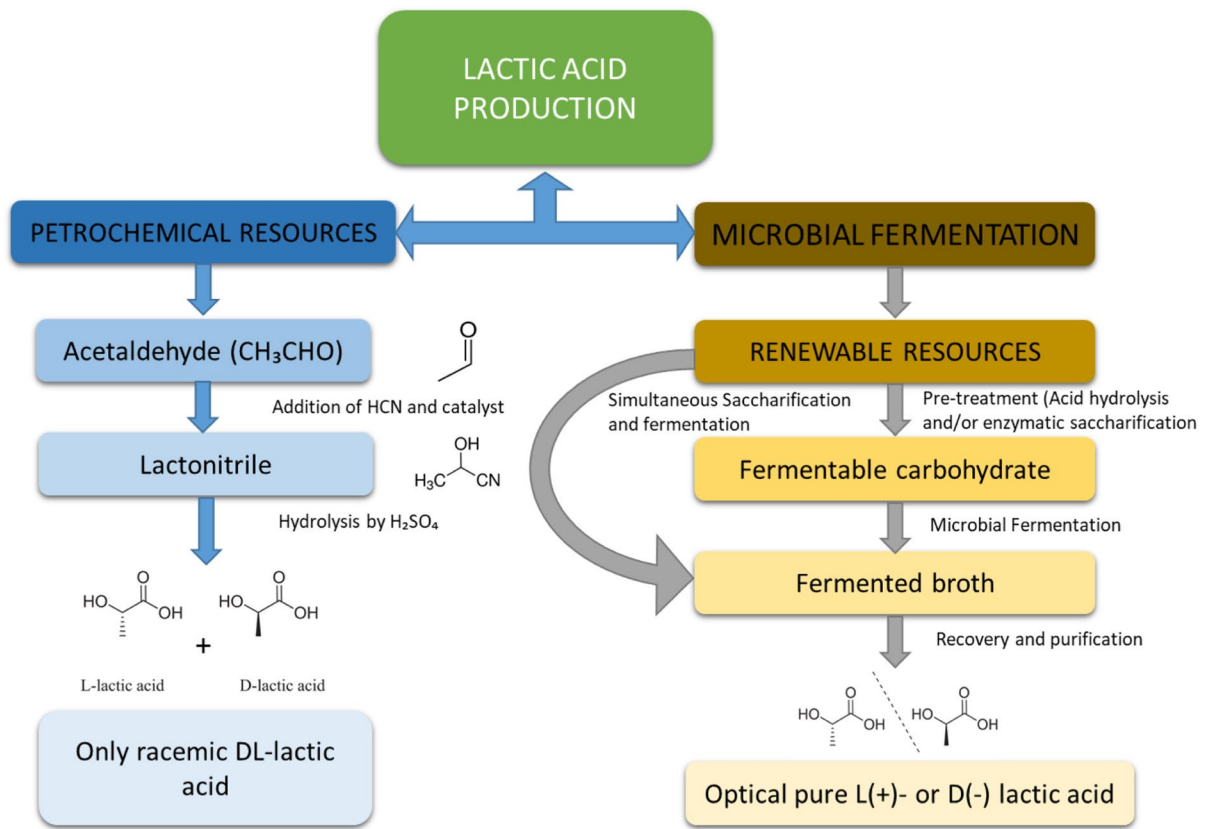 LACTIC ACID
PRODUCTION
PETROCHEMICAL RESOURCES
Acetaldehyde (CH₃CHO)
O
Addition of HCN and catalyst
Lactonitrile
OH
H₃C CN
Hydrolysis by H₂SO₄
O
HO
OH
+
O
HO
OH
L-lactic acid
D-lactic acid
Only racemic DL-lactic
acid
MICROBIAL FERMENTATION
RENEWABLE RESOURCES
Simultaneous Saccharification
and fermentation
Pre-treatment (Acid hydrolysis
and/or enzymatic saccharification
Fermentable carbohydrate
Microbial Fermentation
Fermented broth
Recovery and purification
O
HO
OH
O
HO
OH
Optical pure L(+)- or D(-) lactic acid